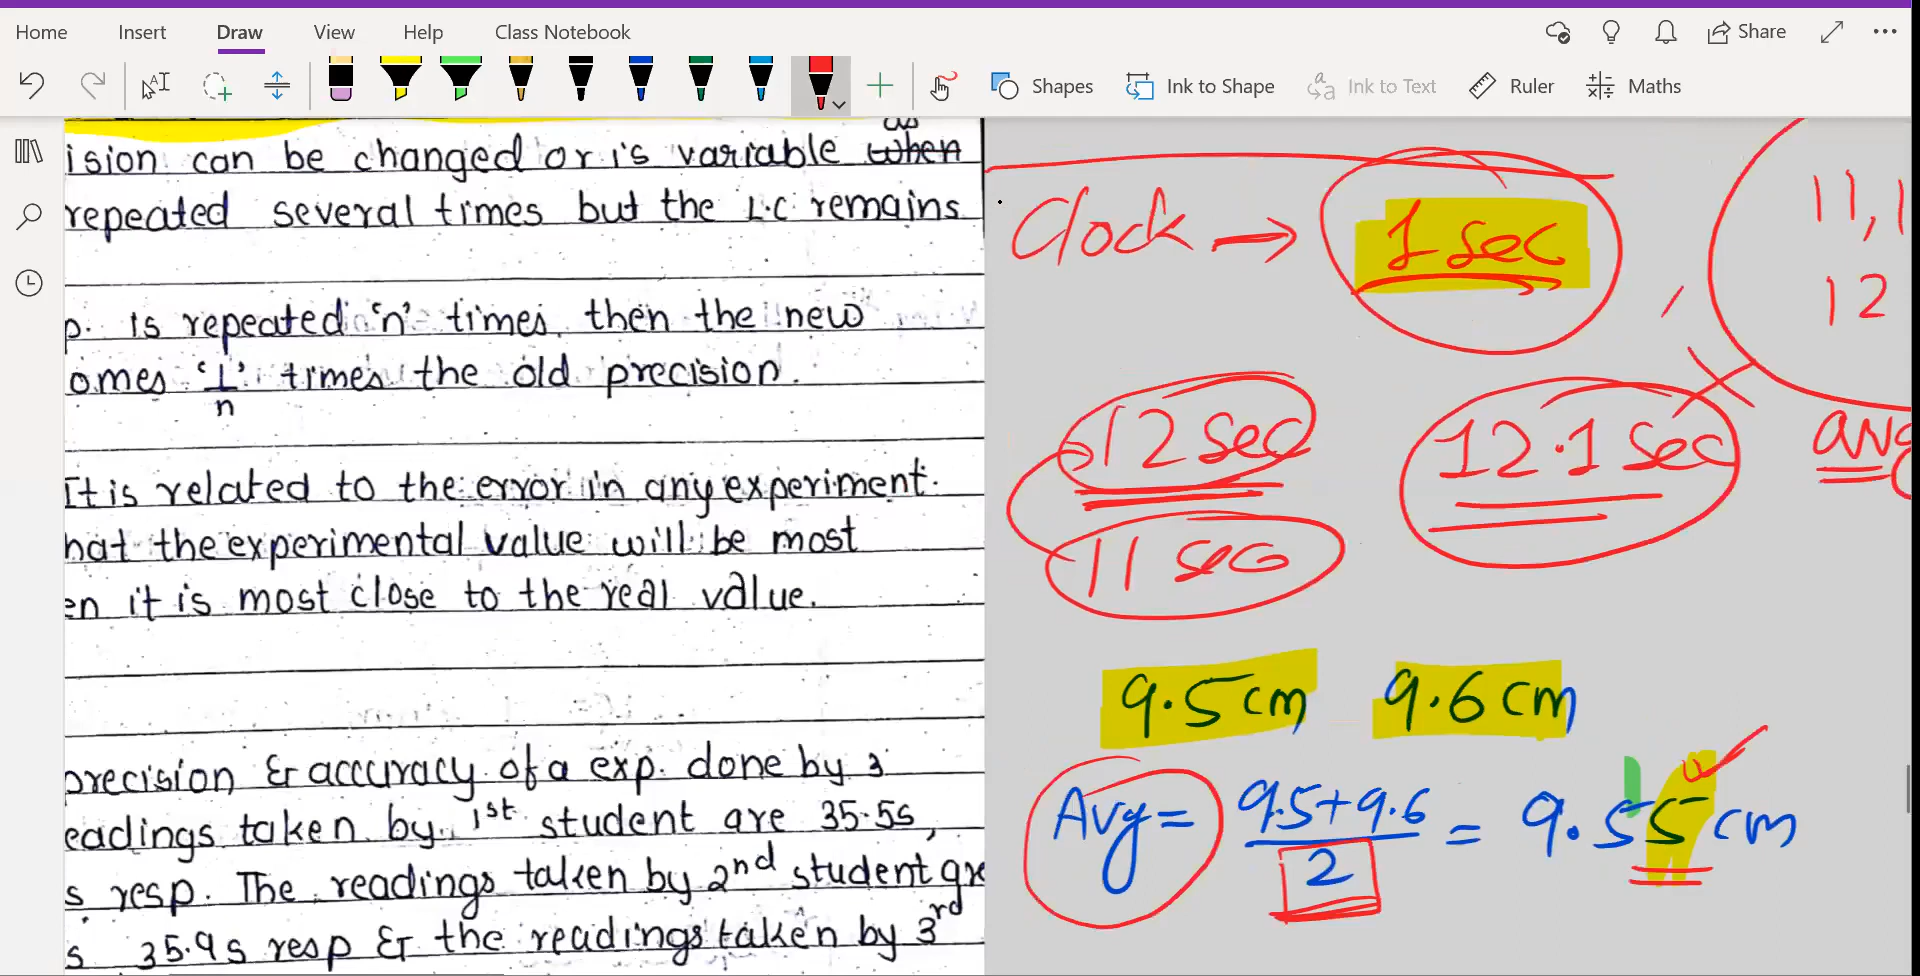 Home Insert Draw View Help Class Notebook Share
Shapes Ink to Shape Ink to Text Ruler Maths
as
ision can be changed or is variable when
repeated several times but the L.C remains
p. is repeated 'n' times, then the new
omes '1/n' times the old precision.
It is related to the error in any experiment.
hat the experimental value will be most
en it is most close to the real value.
precision & accuracy of a exp. done by 3
eadings taken by 1st student are 35.5s,
s resp. The readings taken by 2nd student are
s 35.9s resp & the readings taken by 3rd
Clock → 1 sec
11, 1
12
12 sec 12.1 sec avg
11 sec
9.5 cm 9.6 cm
Avg = 9.5+9.6/2 = 9.55 cm